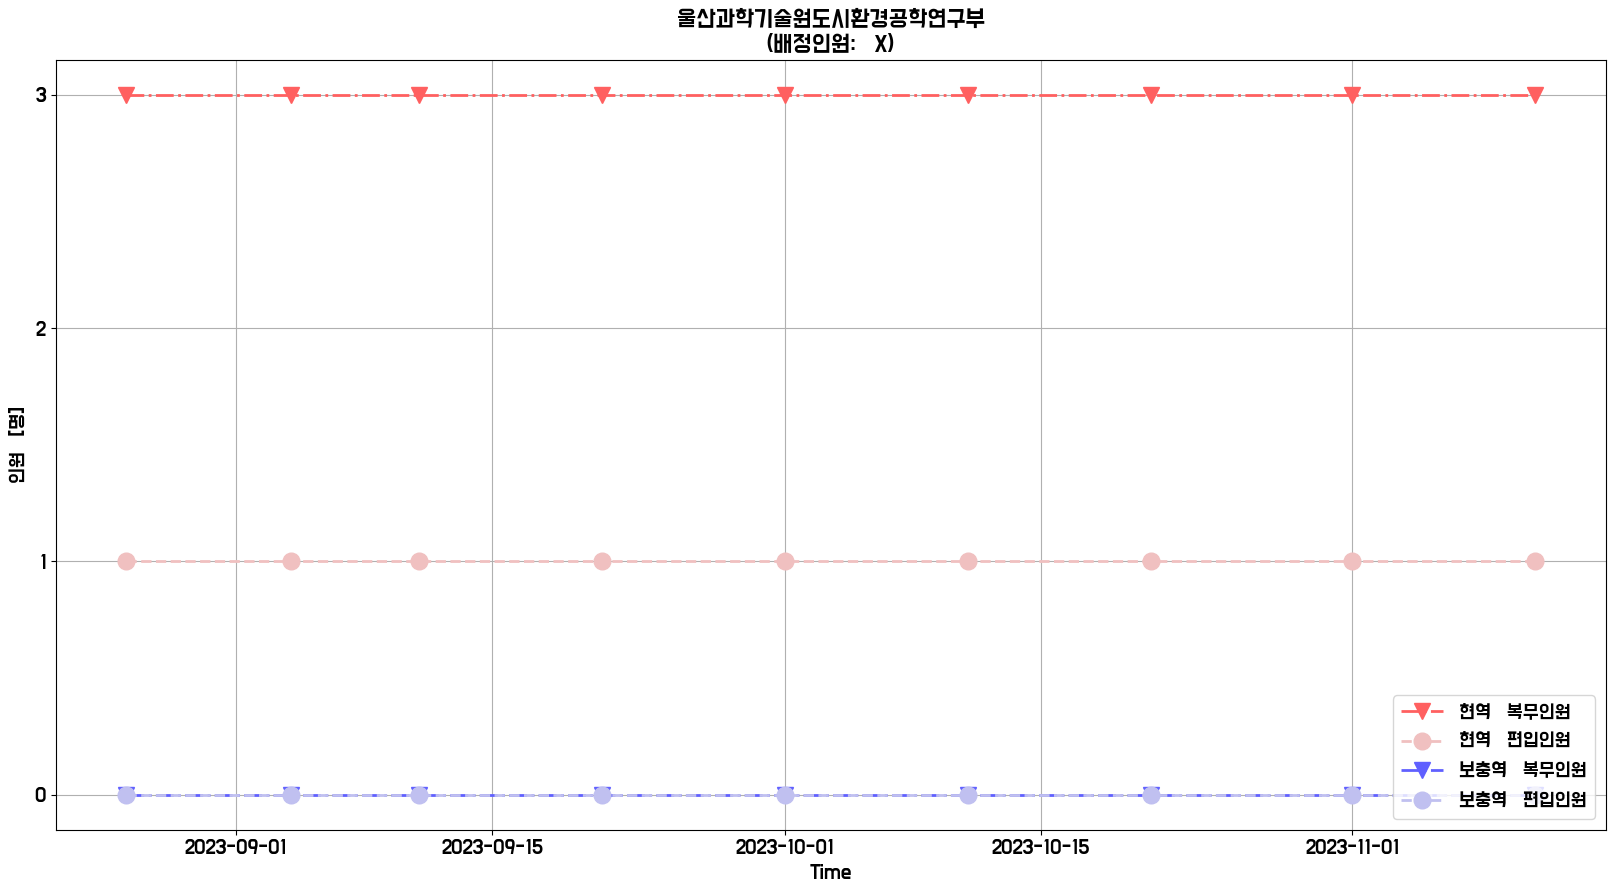 울산과학기술원도시환경공학연구부
(배정인원: X)
3
2
1
0
인원 [명]
현역 복무인원
현역 편입인원
보충역 복무인원
보충역 편입인원
2023-09-01
2023-09-15
2023-10-01
2023-10-15
2023-11-01
Time